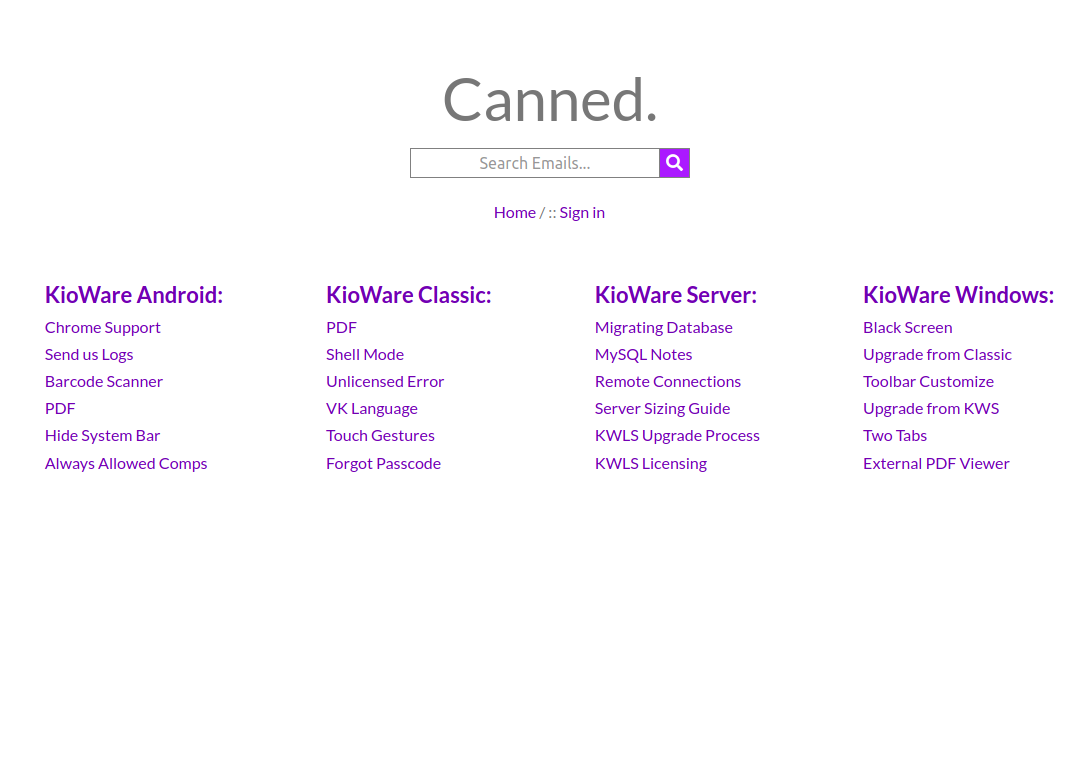 Canned.
Search Emails...
Home / :: Sign in
KioWare Android:
Chrome Support
Send us Logs
Barcode Scanner
PDF
Hide System Bar
Always Allowed Comps
KioWare Classic:
PDF
Shell Mode
Unlicensed Error
VK Language
Touch Gestures
Forgot Passcode
KioWare Server:
Migrating Database
MySQL Notes
Remote Connections
Server Sizing Guide
KWLS Upgrade Process
KWLS Licensing
KioWare Windows:
Black Screen
Upgrade from Classic
Toolbar Customize
Upgrade from KWS
Two Tabs
External PDF Viewer